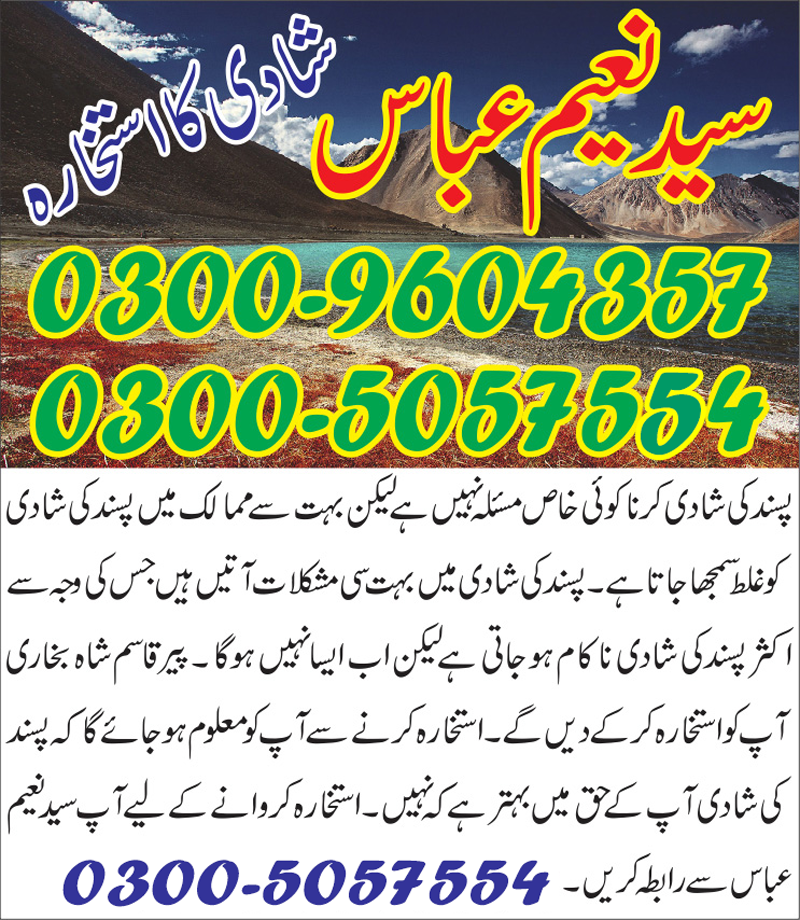 سید نعیم عباس
شادی کا استخارہ
0300-9604357
0300-5057554
پسند کی شادی کرنا کوئی خاص مسئلہ نہیں ہے لیکن بہت سے ممالک میں پسند کی شادی
کو غلط سمجھا جاتا ہے۔ پسند کی شادی میں بہت سی مشکلات آتیں ہیں جس کی وجہ سے
اکثر پسند کی شادی ناکام ہو جاتی ہے لیکن اب ایسا نہیں ہوگا ۔ پیر قاسم شاہ بخاری
آپ کو استخارہ کر کے دیں گے۔ استخارہ کرنے سے آپ کو معلوم ہو جائے گا کہ پسند
کی شادی آپ کے حق میں بہتر ہے کہ نہیں۔ استخارہ کروانے کے لیے آپ سید نعیم
عباس سے رابطہ کریں۔ 0300-5057554